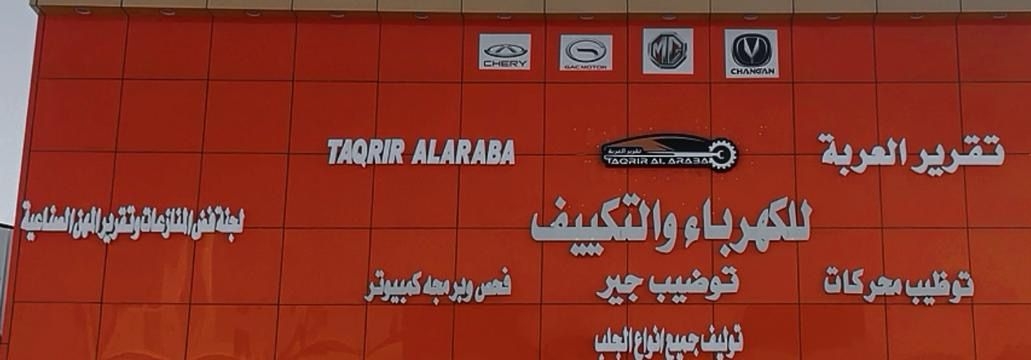 CHERY
GAC MOTOR
MG
CHANGAN
تقرير العربة
تقرير العربة
TAQRIR AL ARABA
TAQRIR ALARABA
للكهرباء والتكييف
لجنة فض المنازعات وتقرير المهن الصناعية
توظيب محركات
توضيب جير
فحص وبرمجه كمبيوتر
توليف جميع انواع الجلب